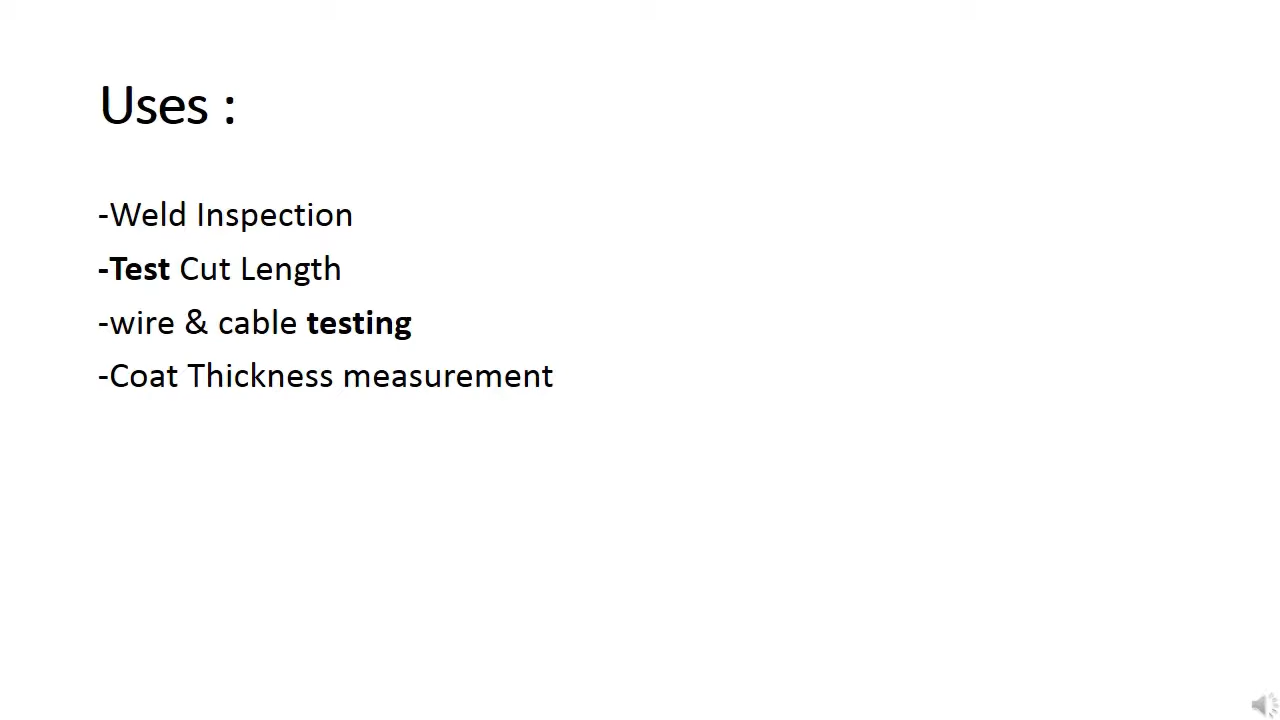 Uses :
-Weld Inspection
-Test Cut Length
-wire & cable testing
-Coat Thickness measurement